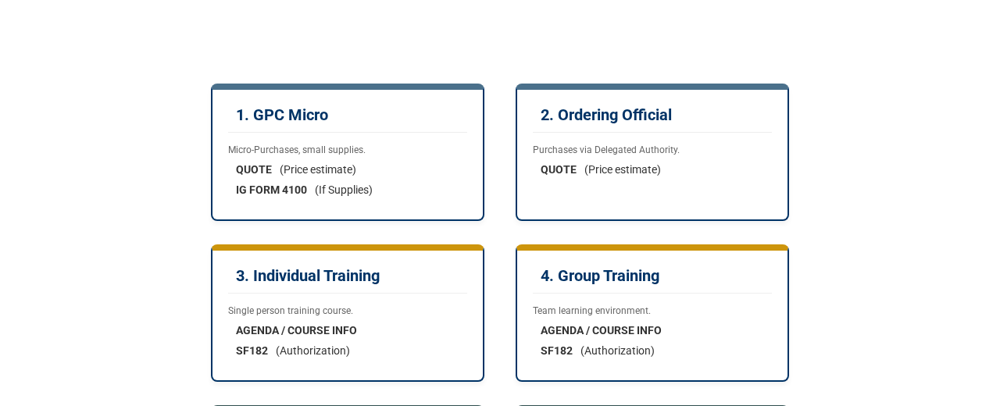 1. GPC Micro
Micro-Purchases, small supplies.
QUOTE (Price estimate)
IG FORM 4100 (If Supplies)
2. Ordering Official
Purchases via Delegated Authority.
QUOTE (Price estimate)
3. Individual Training
Single person training course.
AGENDA / COURSE INFO
SF182 (Authorization)
4. Group Training
Team learning environment.
AGENDA / COURSE INFO
SF182 (Authorization)